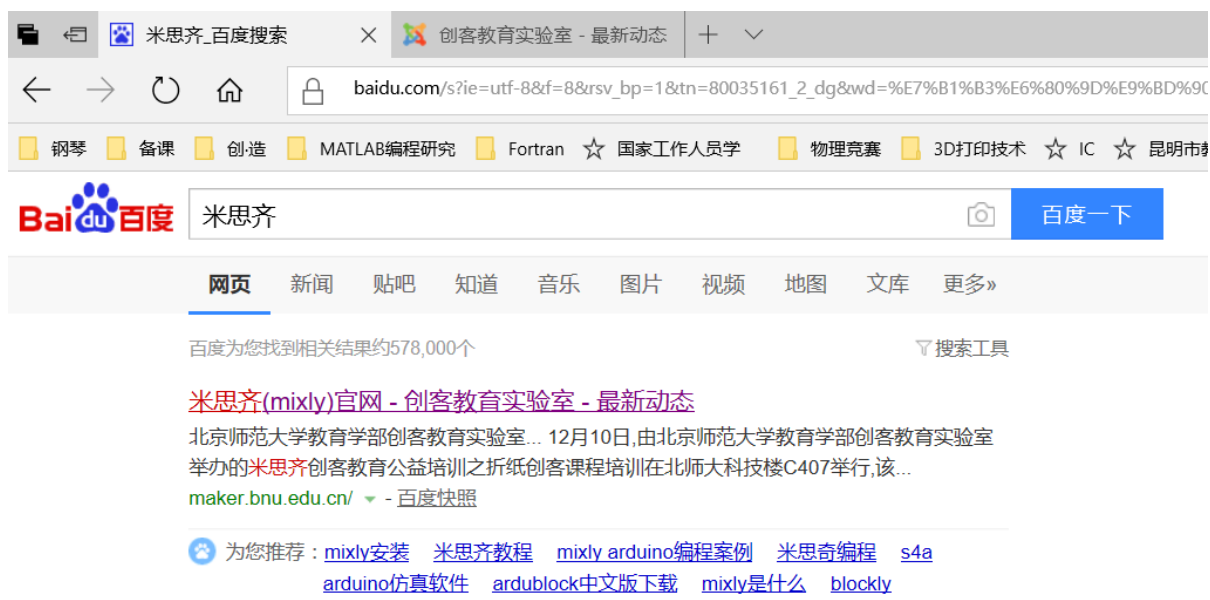 米思齐_百度搜索 创客教育实验室 - 最新动态
baidu.com/s?ie=utf-8&f=8&rsv_bp=1&tn=80035161_2_dg&wd=%E7%B1%B3%E6%80%9D%E9%BD%90
钢琴 备课 创·造 MATLAB编程研究 Fortran 国家工作人员学 物理竞赛 3D打印技术 IC 昆明市教
Bai du 百度 米思齐 百度一下
网页 新闻 贴吧 知道 音乐 图片 视频 地图 文库 更多»
百度为您找到相关结果约578,000个 搜索工具
米思齐(mixly)官网 - 创客教育实验室 - 最新动态
北京师范大学教育学部创客教育实验室... 12月10日,由北京师范大学教育学部创客教育实验室
举办的米思齐创客教育公益培训之折纸创客课程培训在北师大科技楼C407举行,该...
maker.bnu.edu.cn/ - 百度快照
为您推荐：mixly安装 米思齐教程 mixly arduino编程案例 米思奇编程 s4a
arduino仿真软件 ardublock中文版下载 mixly是什么 blockly